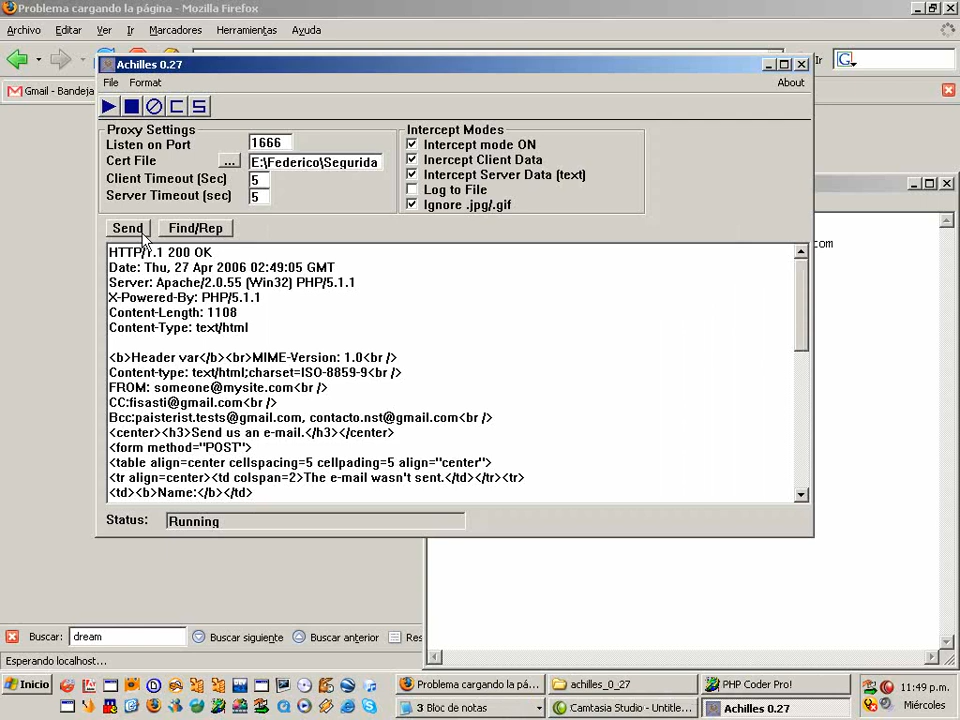 Problema cargando la página - Mozilla Firefox
Archivo Editar Ver Ir Marcadores Herramientas Ayuda
Ir
G
Gmail - Bandeja
Achilles 0.27
File Format About
Proxy Settings
Listen on Port 1666
Cert File ... E:\Federico\Segurida
Client Timeout (Sec) 5
Server Timeout (sec) 5
Intercept Modes
Intercept mode ON
Inercept Client Data
Intercept Server Data (text)
Log to File
Ignore .jpg/.gif
Send Find/Rep
HTTP/1.1 200 OK
Date: Thu, 27 Apr 2006 02:49:05 GMT
Server: Apache/2.0.55 (Win32) PHP/5.1.1
X-Powered-By: PHP/5.1.1
Content-Length: 1108
Content-Type: text/html
<b>Header var</b><br>MIME-Version: 1.0<br />
Content-type: text/html;charset=ISO-8859-9<br />
FROM: someone@mysite.com<br />
CC:fisasti@gmail.com<br />
Bcc:paisterist.tests@gmail.com, contacto.nst@gmail.com<br />
<center><h3>Send us an e-mail.</h3></center>
<form method="POST">
<table align=center cellspacing=5 cellpading=5 align="center">
<tr align=center><td colspan=2>The e-mail wasn't sent.</td></tr><tr>
<td><b>Name:</b></td>
Status: Running
com
Buscar: dream Buscar siguiente Buscar anterior Res
Esperando localhost...
Inicio
Problema cargando la pá...
achilles_0_27
PHP Coder Pro!
11:49 p.m.
3 Bloc de notas
Camtasia Studio - Untitle...
Achilles 0.27
Miércoles